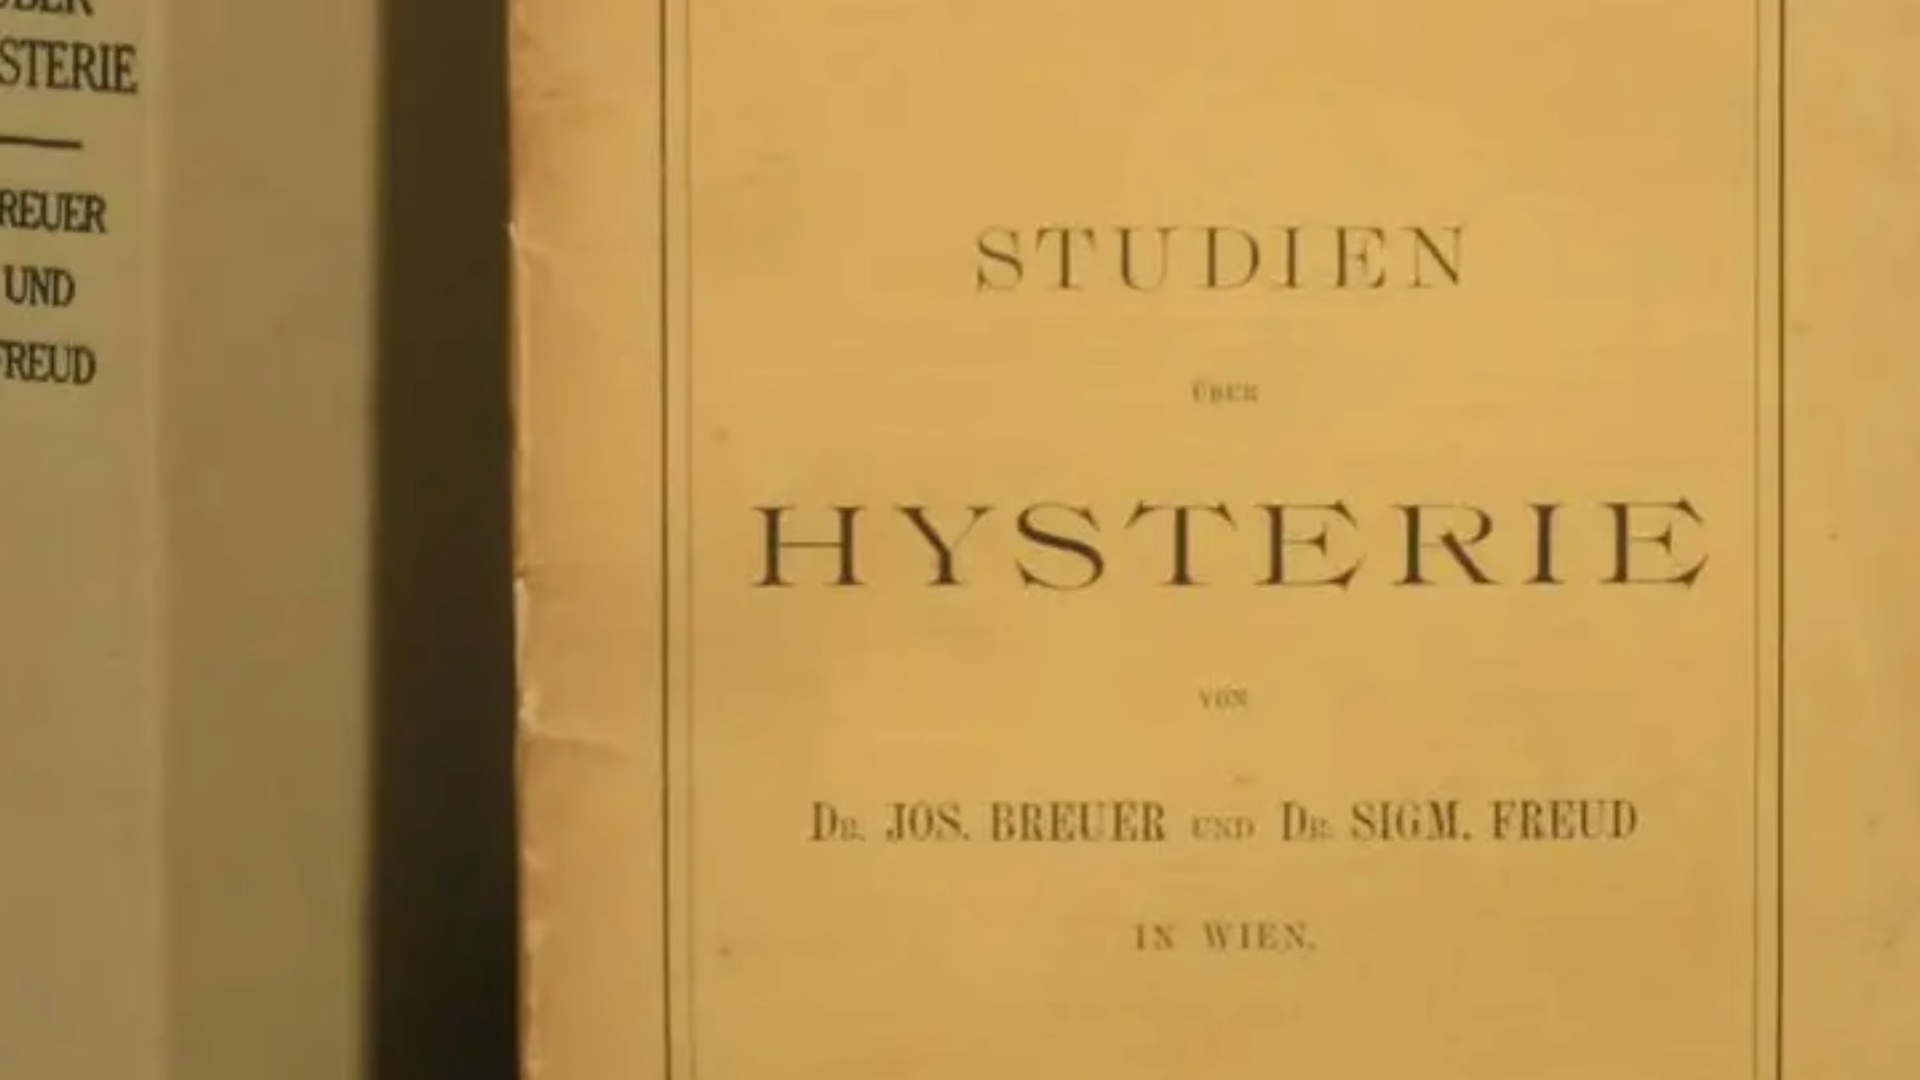 STERIE
REUER
UND
FREUD
STUDIEN
ÜBER
HYSTERIE
VON
DR. JOS. BREUER UND DR. SIGM. FREUD
IN WIEN.